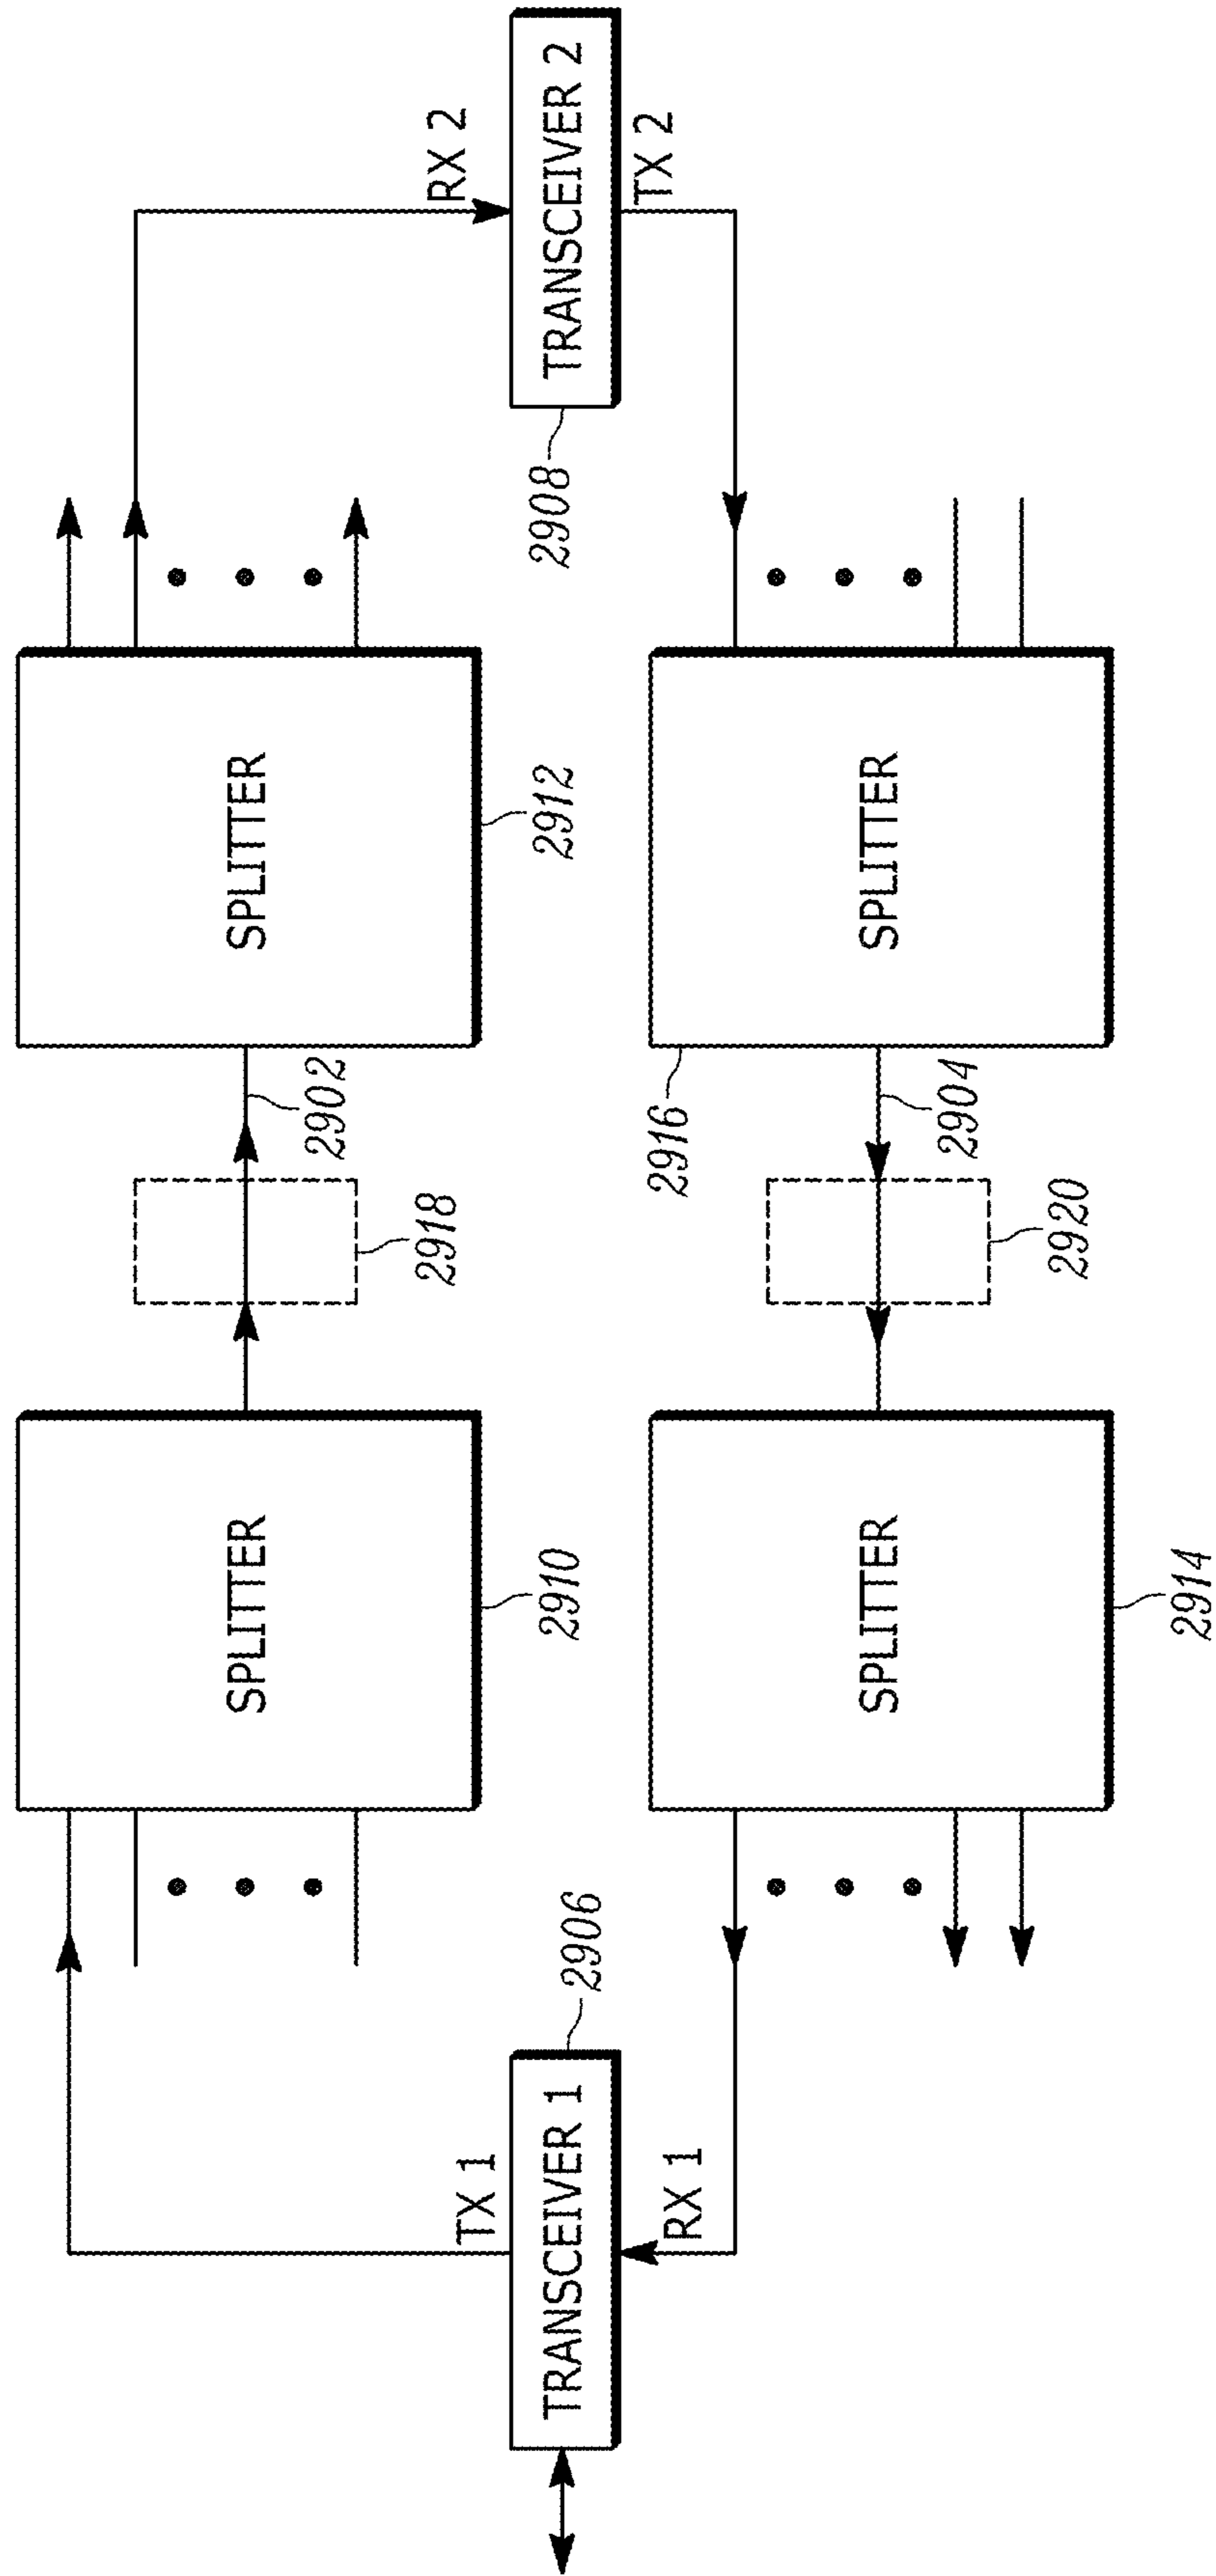 TX 1
TRANSCEIVER 1
RX 1
2906
SPLITTER
2910
SPLITTER
2914
2918
2902
2920
2904
SPLITTER
2912
SPLITTER
2916
RX 2
TRANSCEIVER 2
TX 2
2908